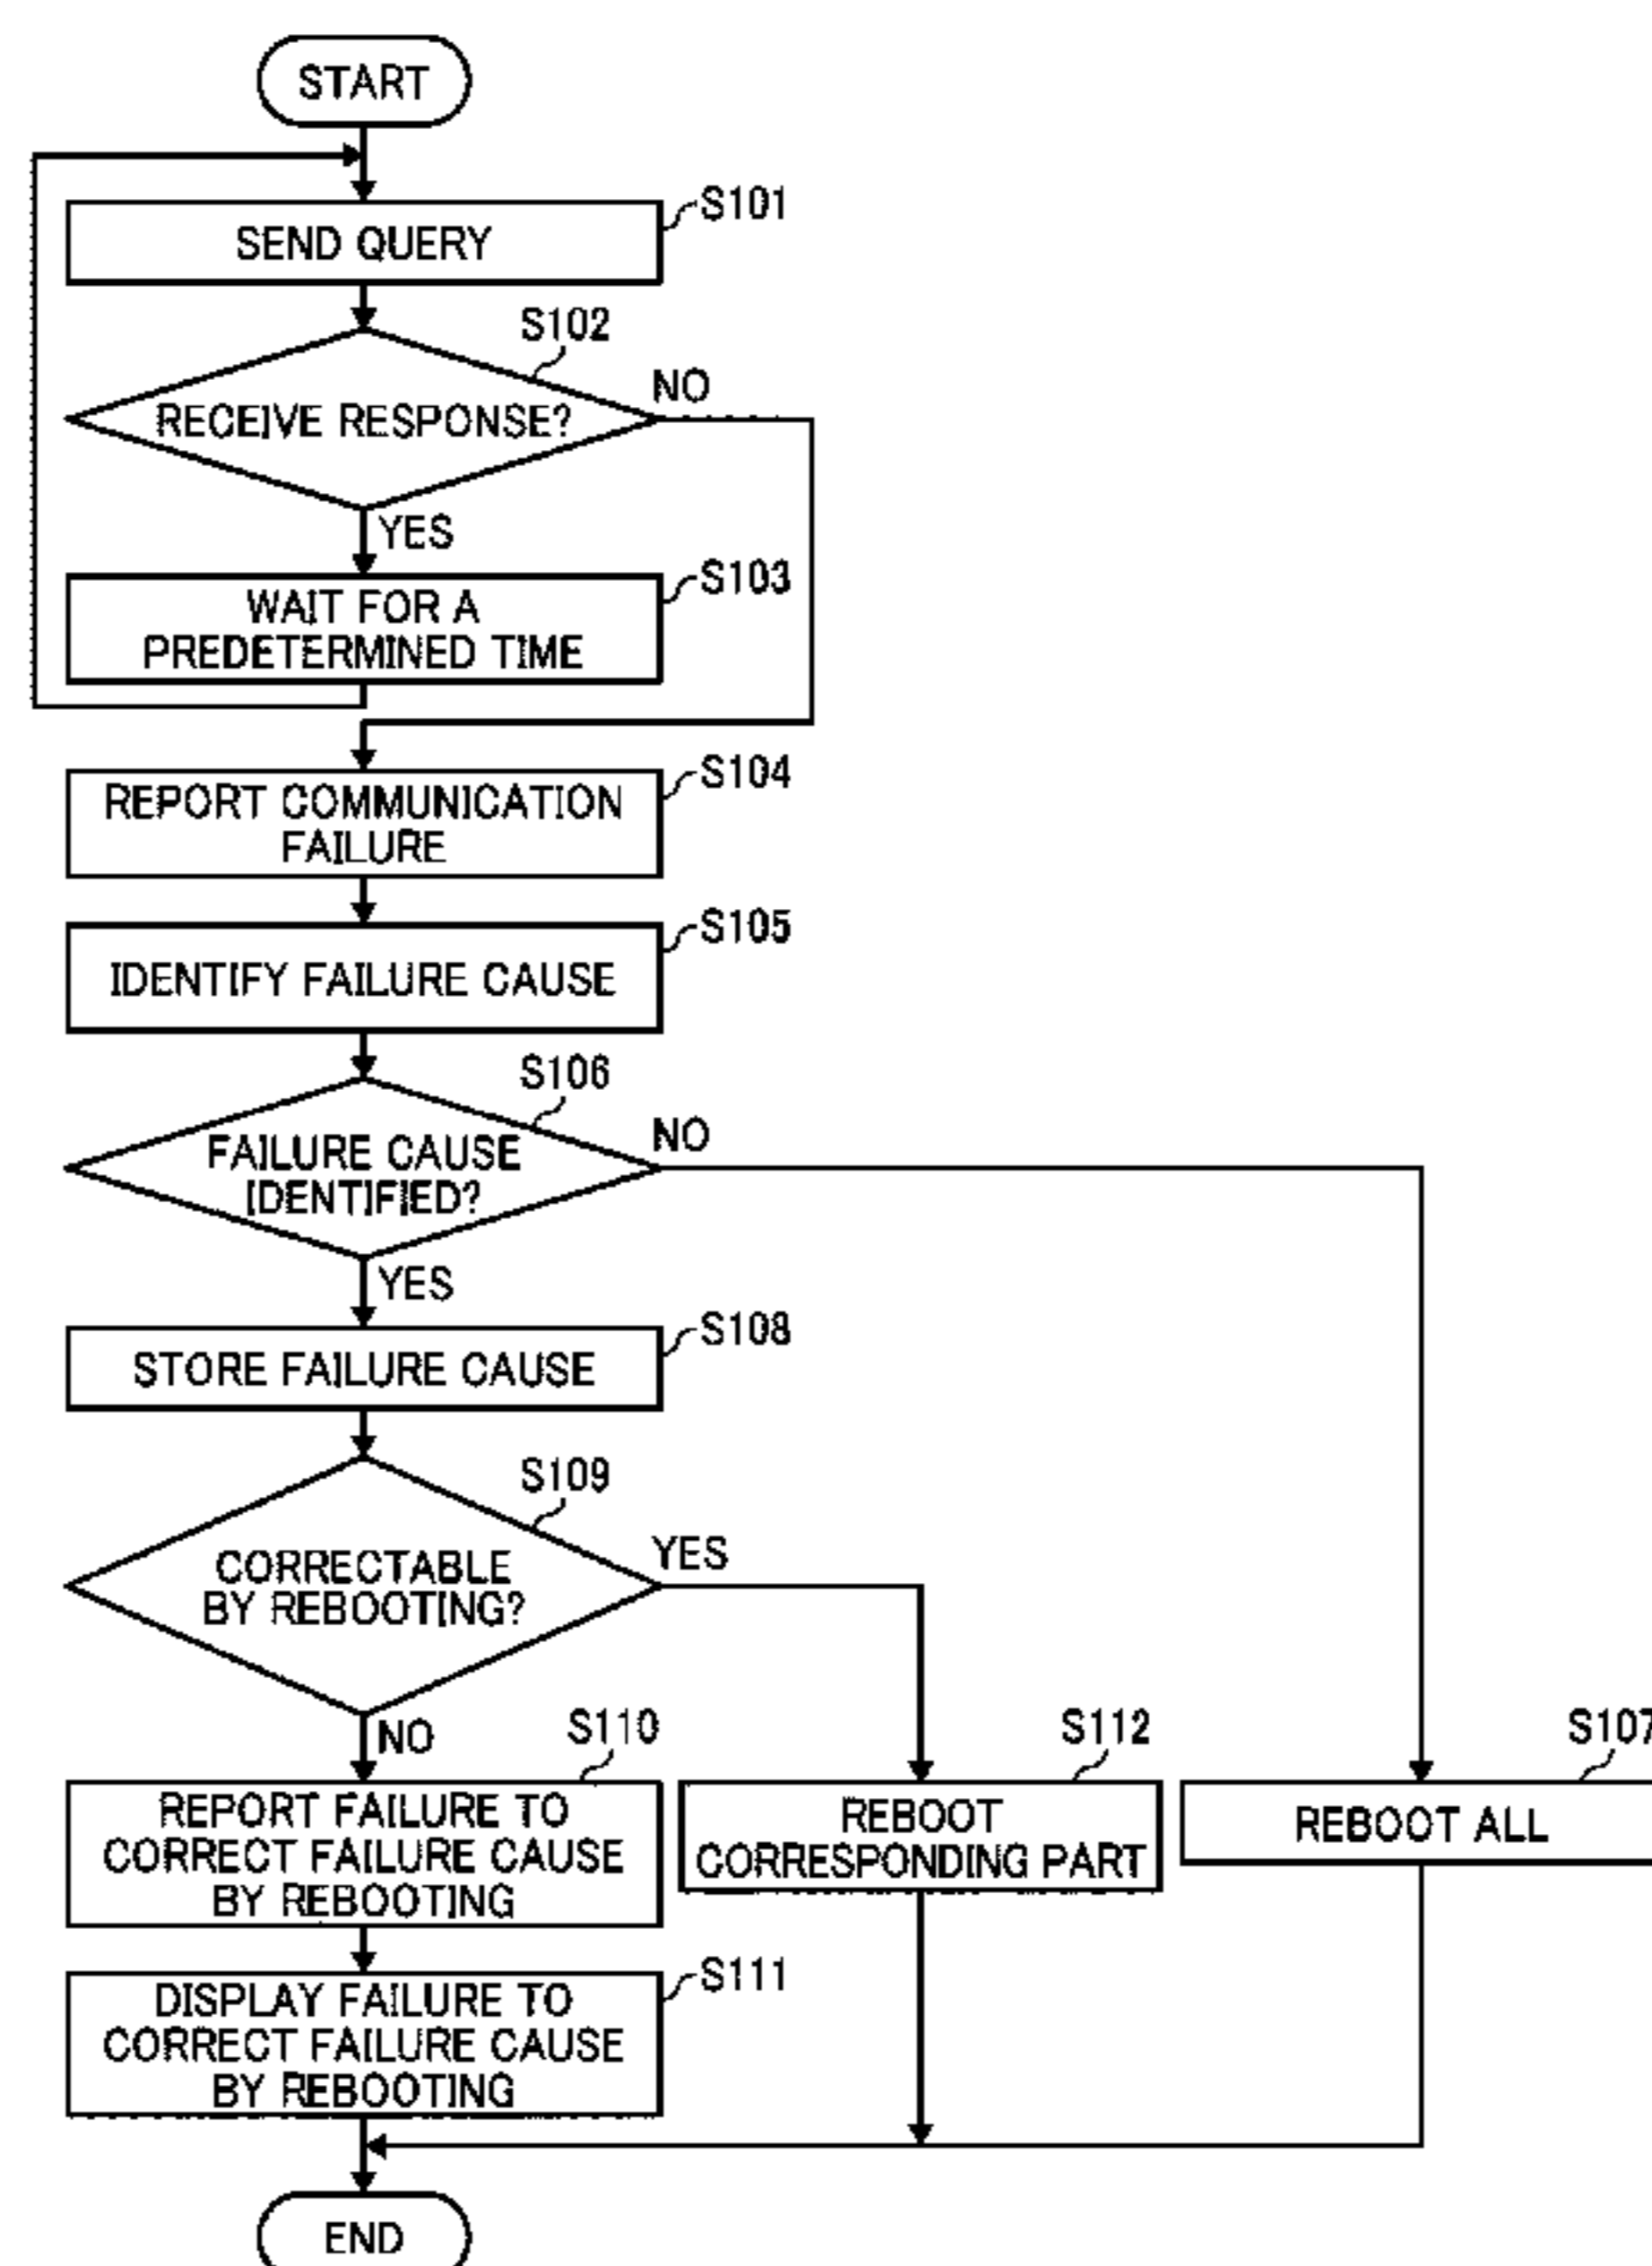 START
S101
SEND QUERY
S102
NO
RECEIVE RESPONSE?
YES
S103
WAIT FOR A
PREDETERMINED TIME
S104
REPORT COMMUNICATION
FAILURE
S105
IDENTIFY FAILURE CAUSE
S106
NO
FAILURE CAUSE
IDENTIFIED?
YES
S108
STORE FAILURE CAUSE
S109
YES
CORRECTABLE
BY REBOOTING?
NO
S110
REPORT FAILURE TO
CORRECT FAILURE CAUSE
BY REBOOTING
S112
REBOOT
CORRESPONDING PART
S107
REBOOT ALL
S111
DISPLAY FAILURE TO
CORRECT FAILURE CAUSE
BY REBOOTING
END